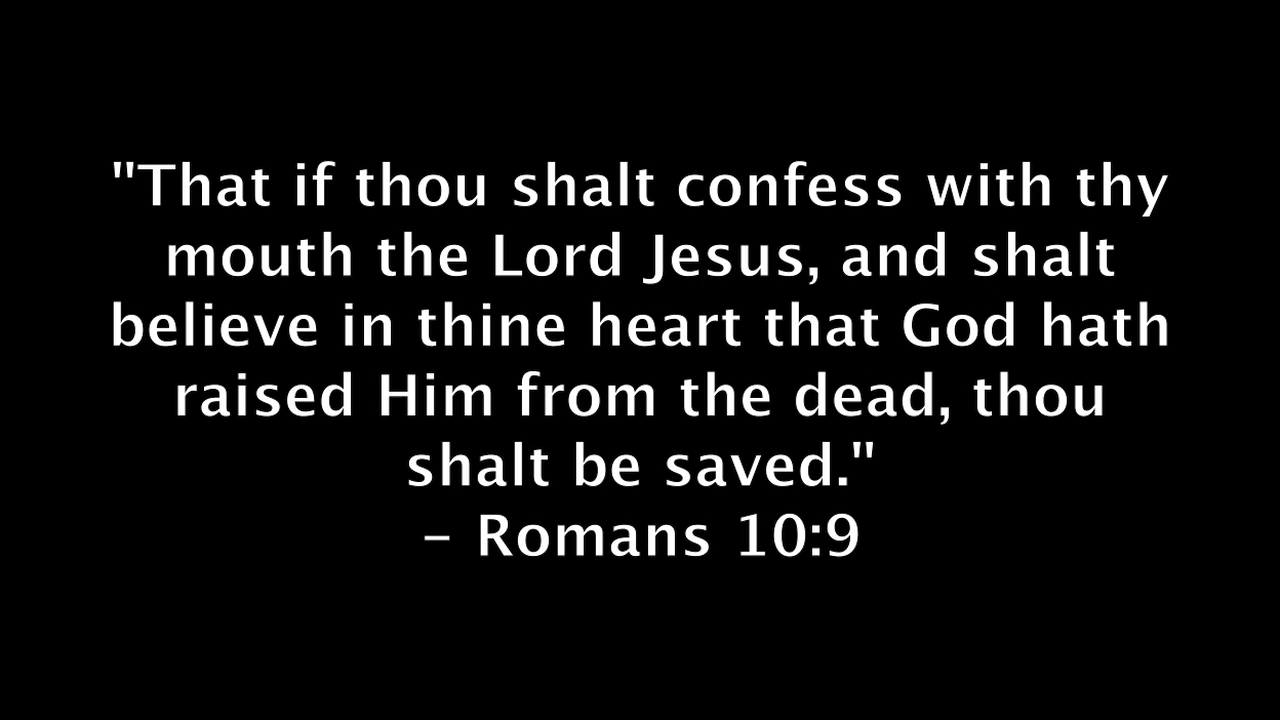 "That if thou shalt confess with thy
mouth the Lord Jesus, and shalt
believe in thine heart that God hath
raised Him from the dead, thou
shalt be saved."
– Romans 10:9